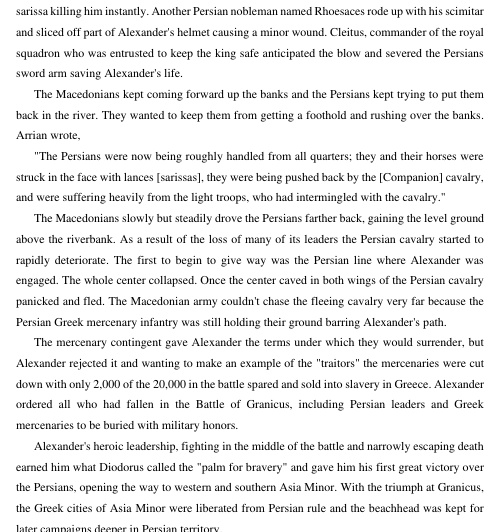 sarissa killing him instantly. Another Persian nobleman named Rhoesaces rode up with his scimitar
and sliced off part of Alexander's helmet causing a minor wound. Cleitus, commander of the royal
squadron who was entrusted to keep the king safe anticipated the blow and severed the Persians
sword arm saving Alexander's life.
The Macedonians kept coming forward up the banks and the Persians kept trying to put them
back in the river. They wanted to keep them from getting a foothold and rushing over the banks.
Arrian wrote,
"The Persians were now being roughly handled from all quarters; they and their horses were
struck in the face with lances [sarissas], they were being pushed back by the [Companion] cavalry,
and were suffering heavily from the light troops, who had intermingled with the cavalry."
The Macedonians slowly but steadily drove the Persians farther back, gaining the level ground
above the riverbank. As a result of the loss of many of its leaders the Persian cavalry started to
rapidly deteriorate. The first to begin to give way was the Persian line where Alexander was
engaged. The whole center collapsed. Once the center caved in both wings of the Persian cavalry
panicked and fled. The Macedonian army couldn't chase the fleeing cavalry very far because the
Persian Greek mercenary infantry was still holding their ground barring Alexander's path.
The mercenary contingent gave Alexander the terms under which they would surrender, but
Alexander rejected it and wanting to make an example of the "traitors" the mercenaries were cut
down with only 2,000 of the 20,000 in the battle spared and sold into slavery in Greece. Alexander
ordered all who had fallen in the Battle of Granicus, including Persian leaders and Greek
mercenaries to be buried with military honors.
Alexander's heroic leadership, fighting in the middle of the battle and narrowly escaping death
earned him what Diodorus called the "palm for bravery" and gave him his first great victory over
the Persians, opening the way to western and southern Asia Minor. With the triumph at Granicus,
the Greek cities of Asia Minor were liberated from Persian rule and the beachhead was kept for
later campaigns deeper in Persian territory.